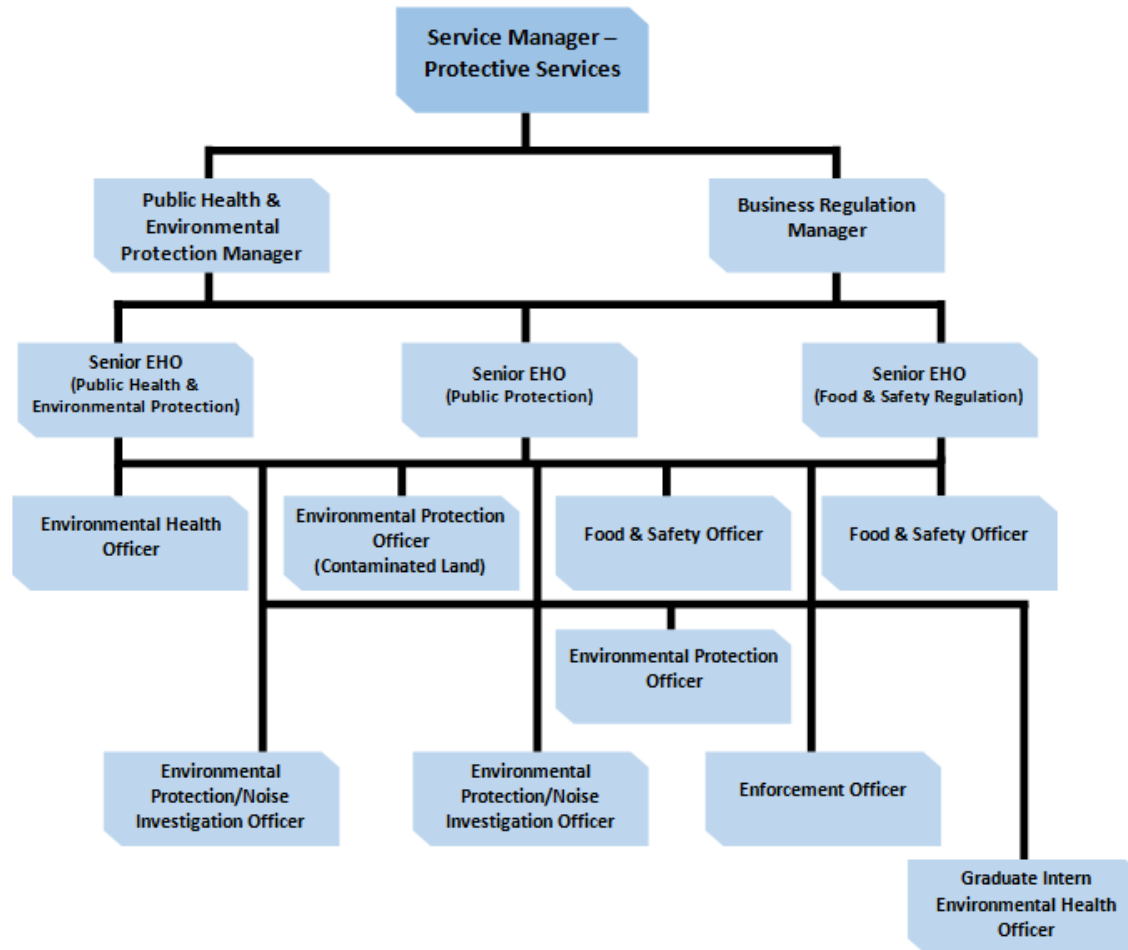 Service Manager –
Protective Services
Public Health &
Environmental
Protection Manager
Business Regulation
Manager
Senior EHO
(Public Health &
Environmental Protection)
Senior EHO
(Public Protection)
Senior EHO
(Food & Safety Regulation)
Environmental Health
Officer
Environmental Protection
Officer
(Contaminated Land)
Food & Safety Officer
Food & Safety Officer
Environmental Protection
Officer
Environmental
Protection/Noise
Investigation Officer
Environmental
Protection/Noise
Investigation Officer
Enforcement Officer
Graduate Intern
Environmental Health
Officer